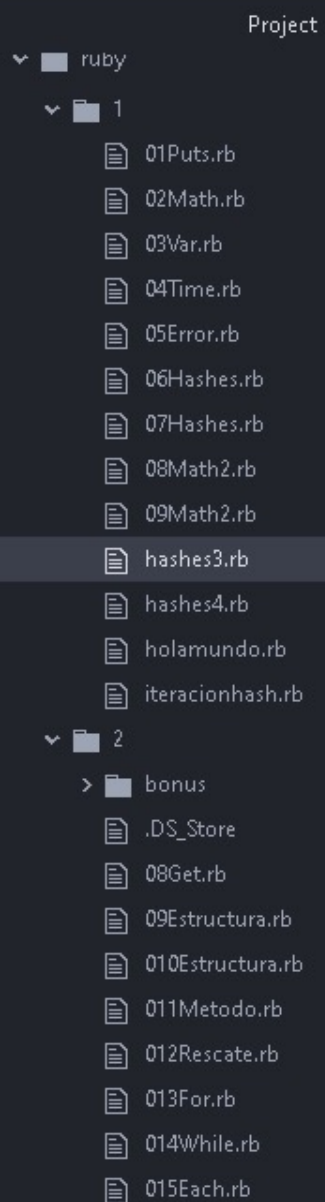 Project
ruby
1
01Puts.rb
02Math.rb
03Var.rb
04Time.rb
05Error.rb
06Hashes.rb
07Hashes.rb
08Math2.rb
09Math2.rb
hashes3.rb
hashes4.rb
holamundo.rb
iteracionhash.rb
2
bonus
.DS_Store
08Get.rb
09Estructura.rb
010Estructura.rb
011Metodo.rb
012Rescate.rb
013For.rb
014While.rb
015Each.rb